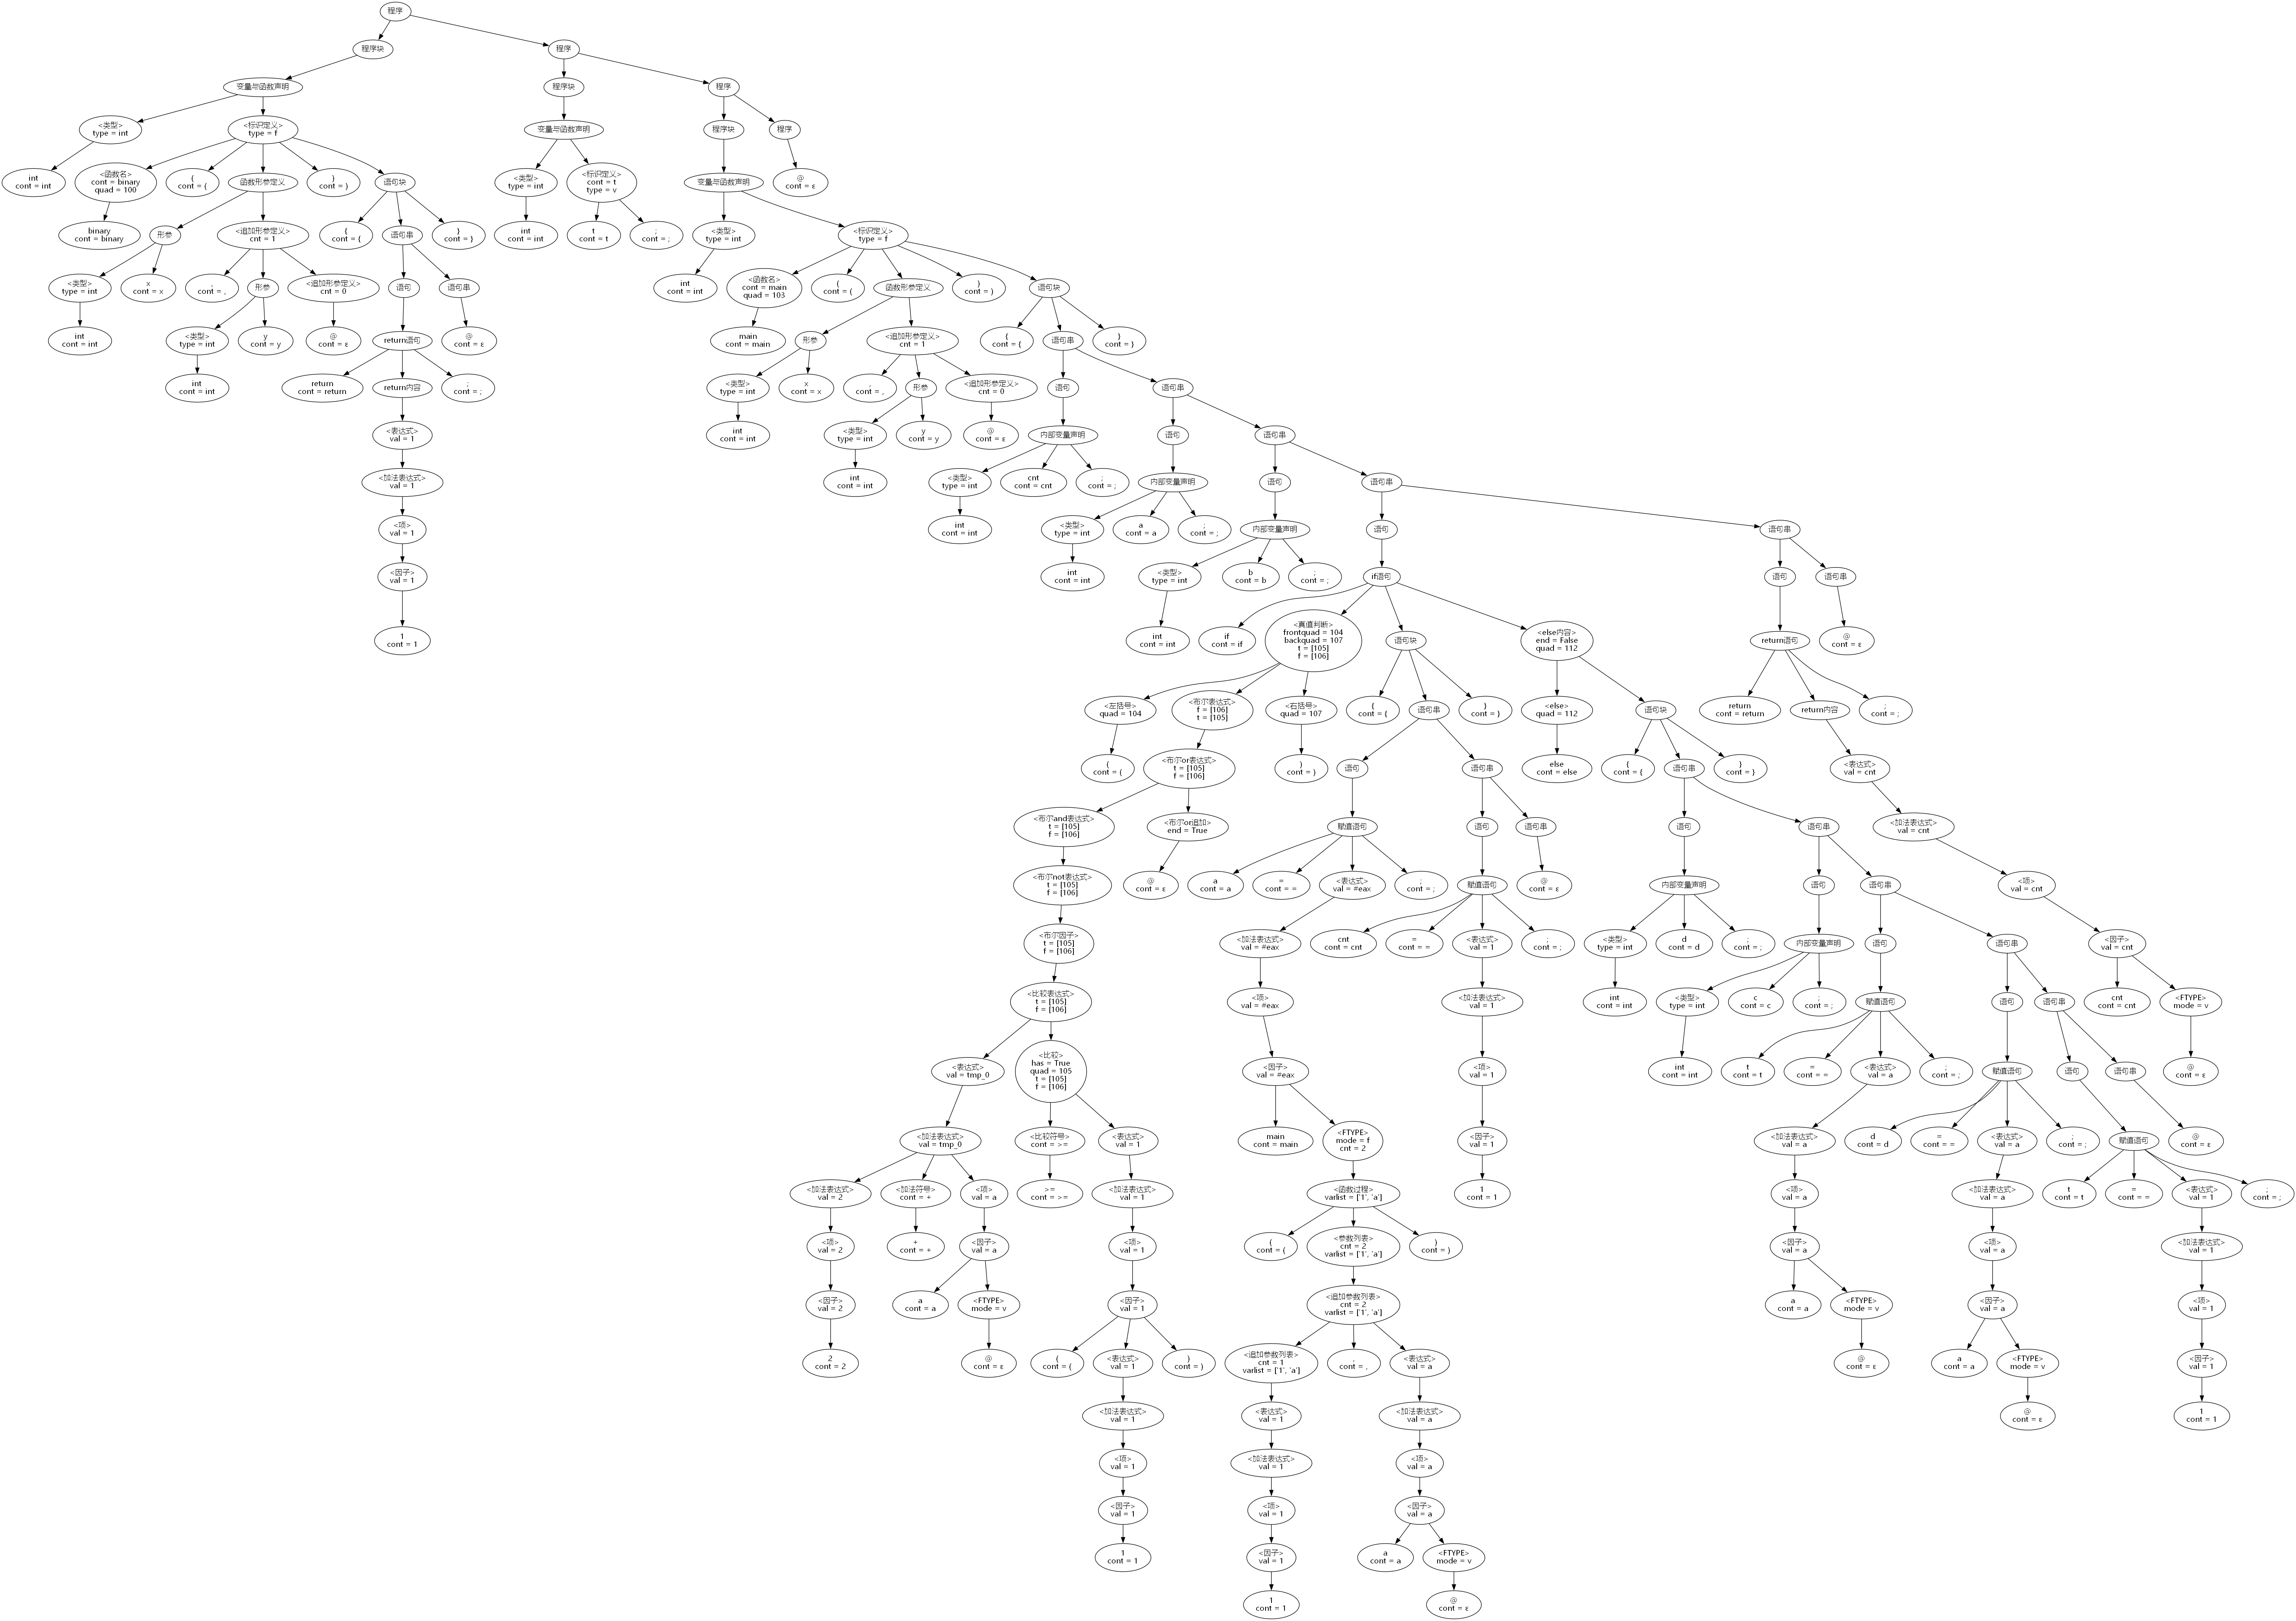 程序
程序块
程序
变量与函数声明
程序块
程序
<类型>
type = int
<标识定义>
type = f
变量与函数声明
程序块
程序
int
cont = int
<函数名>
cont = binary
quad = 100
(
cont = (
函数形参定义
)
cont = )
语句块
<类型>
type = int
<标识定义>
cont = t
type = v
变量与函数声明
@
cont = ε
binary
cont = binary
形参
<追加形参定义>
cnt = 1
{
cont = {
语句串
}
cont = }
int
cont = int
t
cont = t
;
cont = ;
<类型>
type = int
<标识定义>
type = f
<类型>
type = int
x
cont = x
,
cont = ,
形参
<追加形参定义>
cnt = 0
语句
语句串
int
cont = int
<函数名>
cont = main
quad = 103
(
cont = (
函数形参定义
)
cont = )
语句块
int
cont = int
<类型>
type = int
y
cont = y
@
cont = ε
return语句
@
cont = ε
main
cont = main
形参
<追加形参定义>
cnt = 1
{
cont = {
语句串
}
cont = }
int
cont = int
return
cont = return
return内容
;
cont = ;
<类型>
type = int
x
cont = x
,
cont = ,
形参
<追加形参定义>
cnt = 0
语句
语句串
<表达式>
val = 1
int
cont = int
<类型>
type = int
y
cont = y
@
cont = ε
内部变量声明
语句
语句串
<加法表达式>
val = 1
int
cont = int
<类型>
type = int
cnt
cont = cnt
;
cont = ;
内部变量声明
语句
语句串
<项>
val = 1
int
cont = int
<类型>
type = int
a
cont = a
;
cont = ;
内部变量声明
语句
语句串
<因子>
val = 1
int
cont = int
<类型>
type = int
b
cont = b
;
cont = ;
if语句
语句
语句串
1
cont = 1
int
cont = int
if
cont = if
<真值判断>
frontquad = 104
backquad = 107
t = [105]
f = [106]
语句块
<else内容>
end = False
quad = 112
return语句
@
cont = ε
<左括号>
quad = 104
<布尔表达式>
f = [106]
t = [105]
<右括号>
quad = 107
{
cont = {
语句串
}
cont = }
<else>
quad = 112
语句块
return
cont = return
return内容
;
cont = ;
(
cont = (
<布尔or表达式>
t = [105]
f = [106]
)
cont = )
语句
语句串
else
cont = else
{
cont = {
语句串
}
cont = }
<表达式>
val = cnt
<布尔and表达式>
t = [105]
f = [106]
<布尔or追加>
end = True
赋值语句
语句
语句串
语句
语句串
<加法表达式>
val = cnt
<布尔not表达式>
t = [105]
f = [106]
@
cont = ε
a
cont = a
=
cont = =
<表达式>
val = #eax
;
cont = ;
赋值语句
@
cont = ε
内部变量声明
语句
语句串
<项>
val = cnt
<布尔因子>
t = [105]
f = [106]
<加法表达式>
val = #eax
cnt
cont = cnt
=
cont = =
<表达式>
val = 1
;
cont = ;
<类型>
type = int
d
cont = d
;
cont = ;
内部变量声明
语句
语句串
<因子>
val = cnt
<比较表达式>
t = [105]
f = [106]
<项>
val = #eax
<加法表达式>
val = 1
int
cont = int
<类型>
type = int
c
cont = c
;
cont = ;
赋值语句
语句
语句串
cnt
cont = cnt
<FTYPE>
mode = v
<表达式>
val = tmp_0
<比较>
has = True
quad = 105
t = [105]
f = [106]
<因子>
val = #eax
<项>
val = 1
int
cont = int
t
cont = t
=
cont = =
<表达式>
val = a
;
cont = ;
赋值语句
语句
语句串
@
cont = ε
<加法表达式>
val = tmp_0
<比较符号>
cont = >=
<表达式>
val = 1
main
cont = main
<FTYPE>
mode = f
cnt = 2
<因子>
val = 1
<加法表达式>
val = a
d
cont = d
=
cont = =
<表达式>
val = a
;
cont = ;
赋值语句
@
cont = ε
<加法表达式>
val = 2
<加法符号>
cont = +
<项>
val = a
>=
cont = >=
<加法表达式>
val = 1
<函数过程>
varlist = ['1', 'a']
1
cont = 1
<项>
val = a
<加法表达式>
val = a
t
cont = t
=
cont = =
<表达式>
val = 1
;
cont = ;
<项>
val = 2
+
cont = +
<因子>
val = a
<项>
val = 1
(
cont = (
<参数列表>
cnt = 2
varlist = ['1', 'a']
)
cont = )
<因子>
val = a
<项>
val = a
<加法表达式>
val = 1
<因子>
val = 2
a
cont = a
<FTYPE>
mode = v
<因子>
val = 1
<追加参数列表>
cnt = 2
varlist = ['1', 'a']
a
cont = a
<FTYPE>
mode = v
<因子>
val = a
<项>
val = 1
2
cont = 2
@
cont = ε
(
cont = (
<表达式>
val = 1
)
cont = )
<追加参数列表>
cnt = 1
varlist = ['1', 'a']
,
cont = ,
<表达式>
val = a
@
cont = ε
a
cont = a
<FTYPE>
mode = v
<因子>
val = 1
<加法表达式>
val = 1
<表达式>
val = 1
<加法表达式>
val = a
@
cont = ε
1
cont = 1
<项>
val = 1
<加法表达式>
val = 1
<项>
val = a
<因子>
val = 1
<项>
val = 1
<因子>
val = a
1
cont = 1
<因子>
val = 1
a
cont = a
<FTYPE>
mode = v
1
cont = 1
@
cont = ε